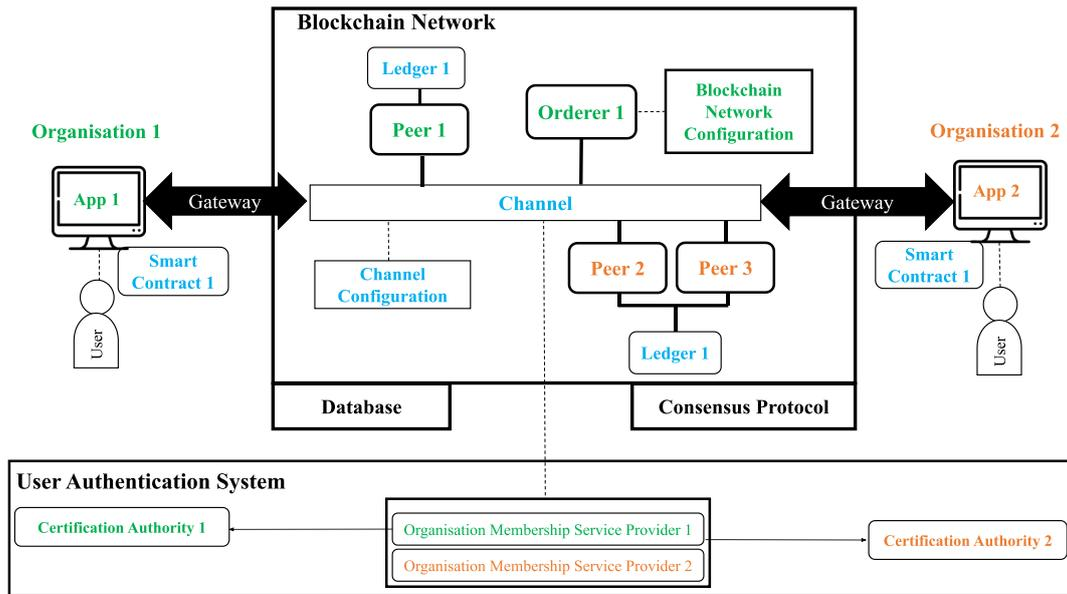 Blockchain Network
Ledger 1
Peer 1
Orderer 1
Blockchain
Network
Configuration
Organisation 1
App 1
Gateway
Smart
Contract 1
User
Channel
Channel
Configuration
Peer 2
Peer 3
Ledger 1
Organisation 2
App 2
Gateway
Smart
Contract 1
User
Database
Consensus Protocol
User Authentication System
Certification Authority 1
Organisation Membership Service Provider 1
Organisation Membership Service Provider 2
Certification Authority 2